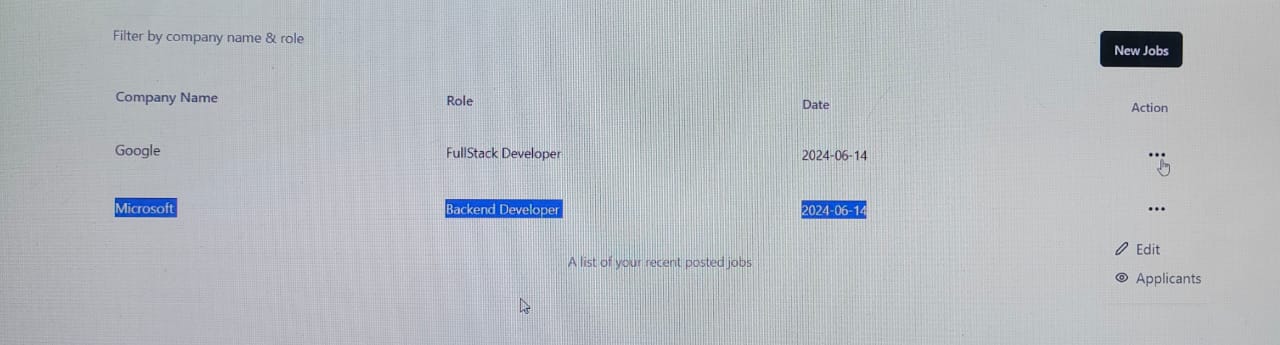 Filter by company name & role
New Jobs
Company Name Role Date Action
Google FullStack Developer 2024-06-14 •••
Microsoft Backend Developer 2024-06-14 •••
Edit
A list of your recent posted jobs
Applicants